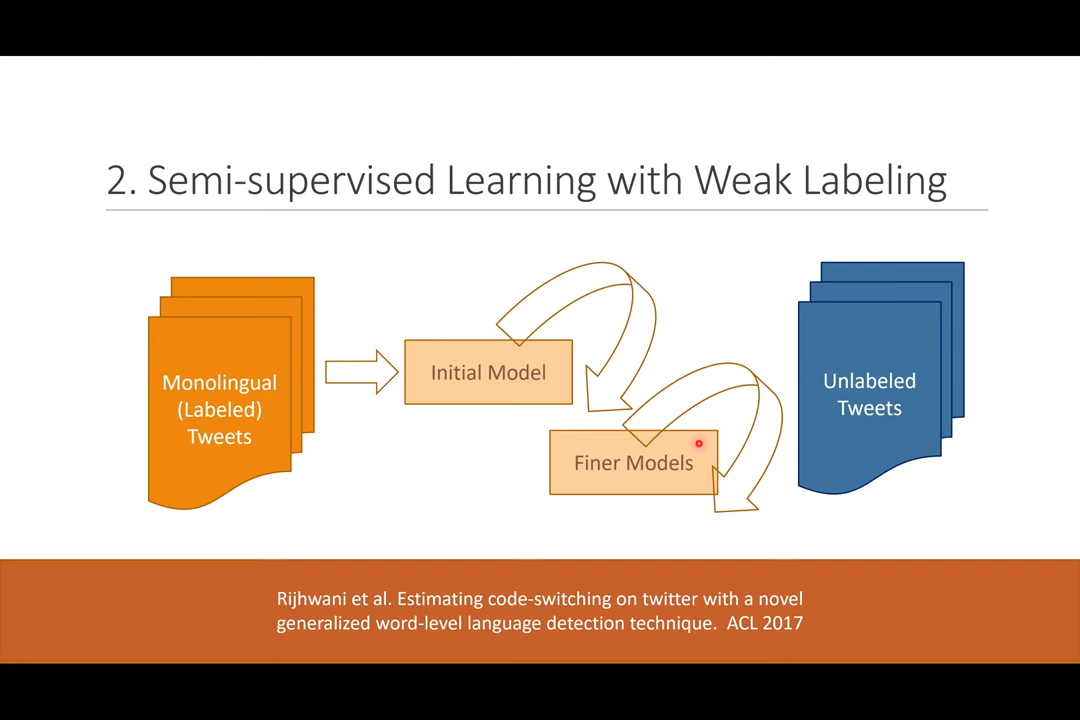 2. Semi-supervised Learning with Weak Labeling
Monolingual
(Labeled)
Tweets
Initial Model
Finer Models
Unlabeled
Tweets
Rijhwani et al. Estimating code-switching on twitter with a novel
generalized word-level language detection technique.  ACL 2017